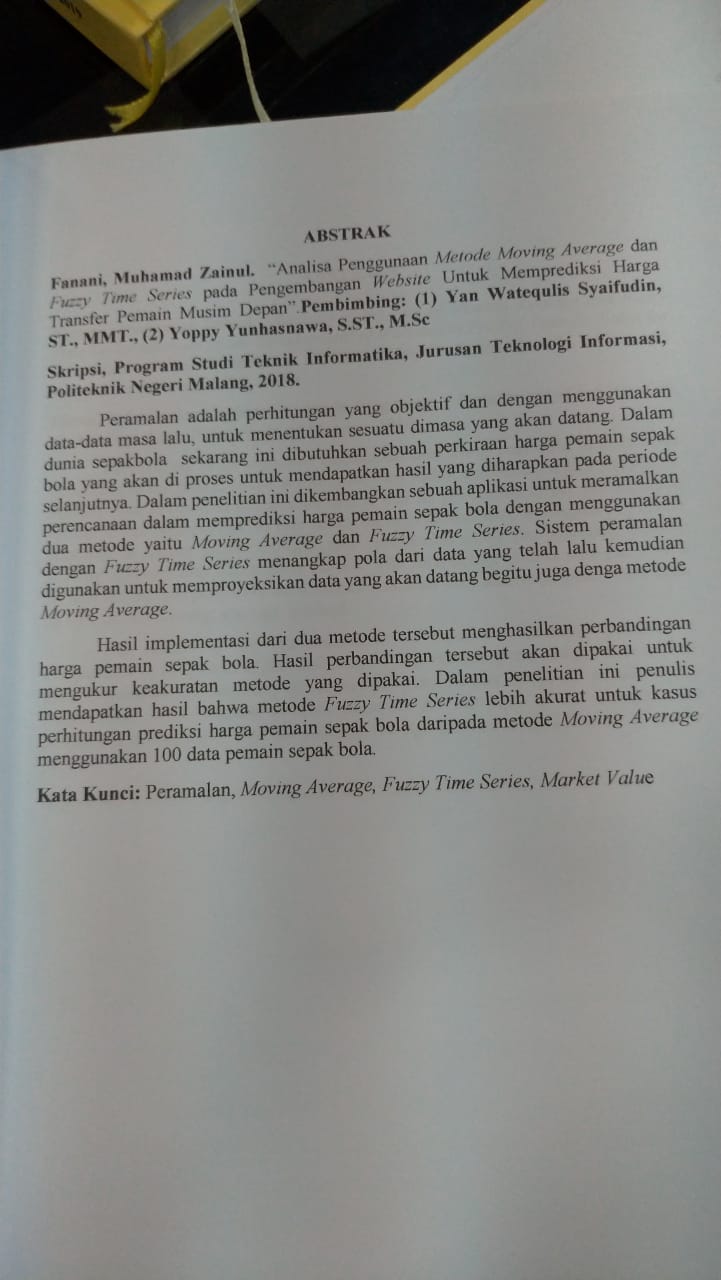 2019
ABSTRAK
Fanani, Muhamad Zainul. “Analisa Penggunaan Metode Moving Average dan
Fuzzy Time Series pada Pengembangan Website Untuk Memprediksi Harga
Transfer Pemain Musim Depan”.Pembimbing: (1) Yan Watequlis Syaifudin,
ST., MMT., (2) Yoppy Yunhasnawa, S.ST., M.Sc
Skripsi, Program Studi Teknik Informatika, Jurusan Teknologi Informasi,
Politeknik Negeri Malang, 2018.
Peramalan adalah perhitungan yang objektif dan dengan menggunakan
data-data masa lalu, untuk menentukan sesuatu dimasa yang akan datang. Dalam
dunia sepakbola sekarang ini dibutuhkan sebuah perkiraan harga pemain sepak
bola yang akan di proses untuk mendapatkan hasil yang diharapkan pada periode
selanjutnya. Dalam penelitian ini dikembangkan sebuah aplikasi untuk meramalkan
perencanaan dalam memprediksi harga pemain sepak bola dengan menggunakan
dua metode yaitu Moving Average dan Fuzzy Time Series. Sistem peramalan
dengan Fuzzy Time Series menangkap pola dari data yang telah lalu kemudian
digunakan untuk memproyeksikan data yang akan datang begitu juga denga metode
Moving Average.
Hasil implementasi dari dua metode tersebut menghasilkan perbandingan
harga pemain sepak bola. Hasil perbandingan tersebut akan dipakai untuk
mengukur keakuratan metode yang dipakai. Dalam penelitian ini penulis
mendapatkan hasil bahwa metode Fuzzy Time Series lebih akurat untuk kasus
perhitungan prediksi harga pemain sepak bola daripada metode Moving Average
menggunakan 100 data pemain sepak bola.
Kata Kunci: Peramalan, Moving Average, Fuzzy Time Series, Market Value